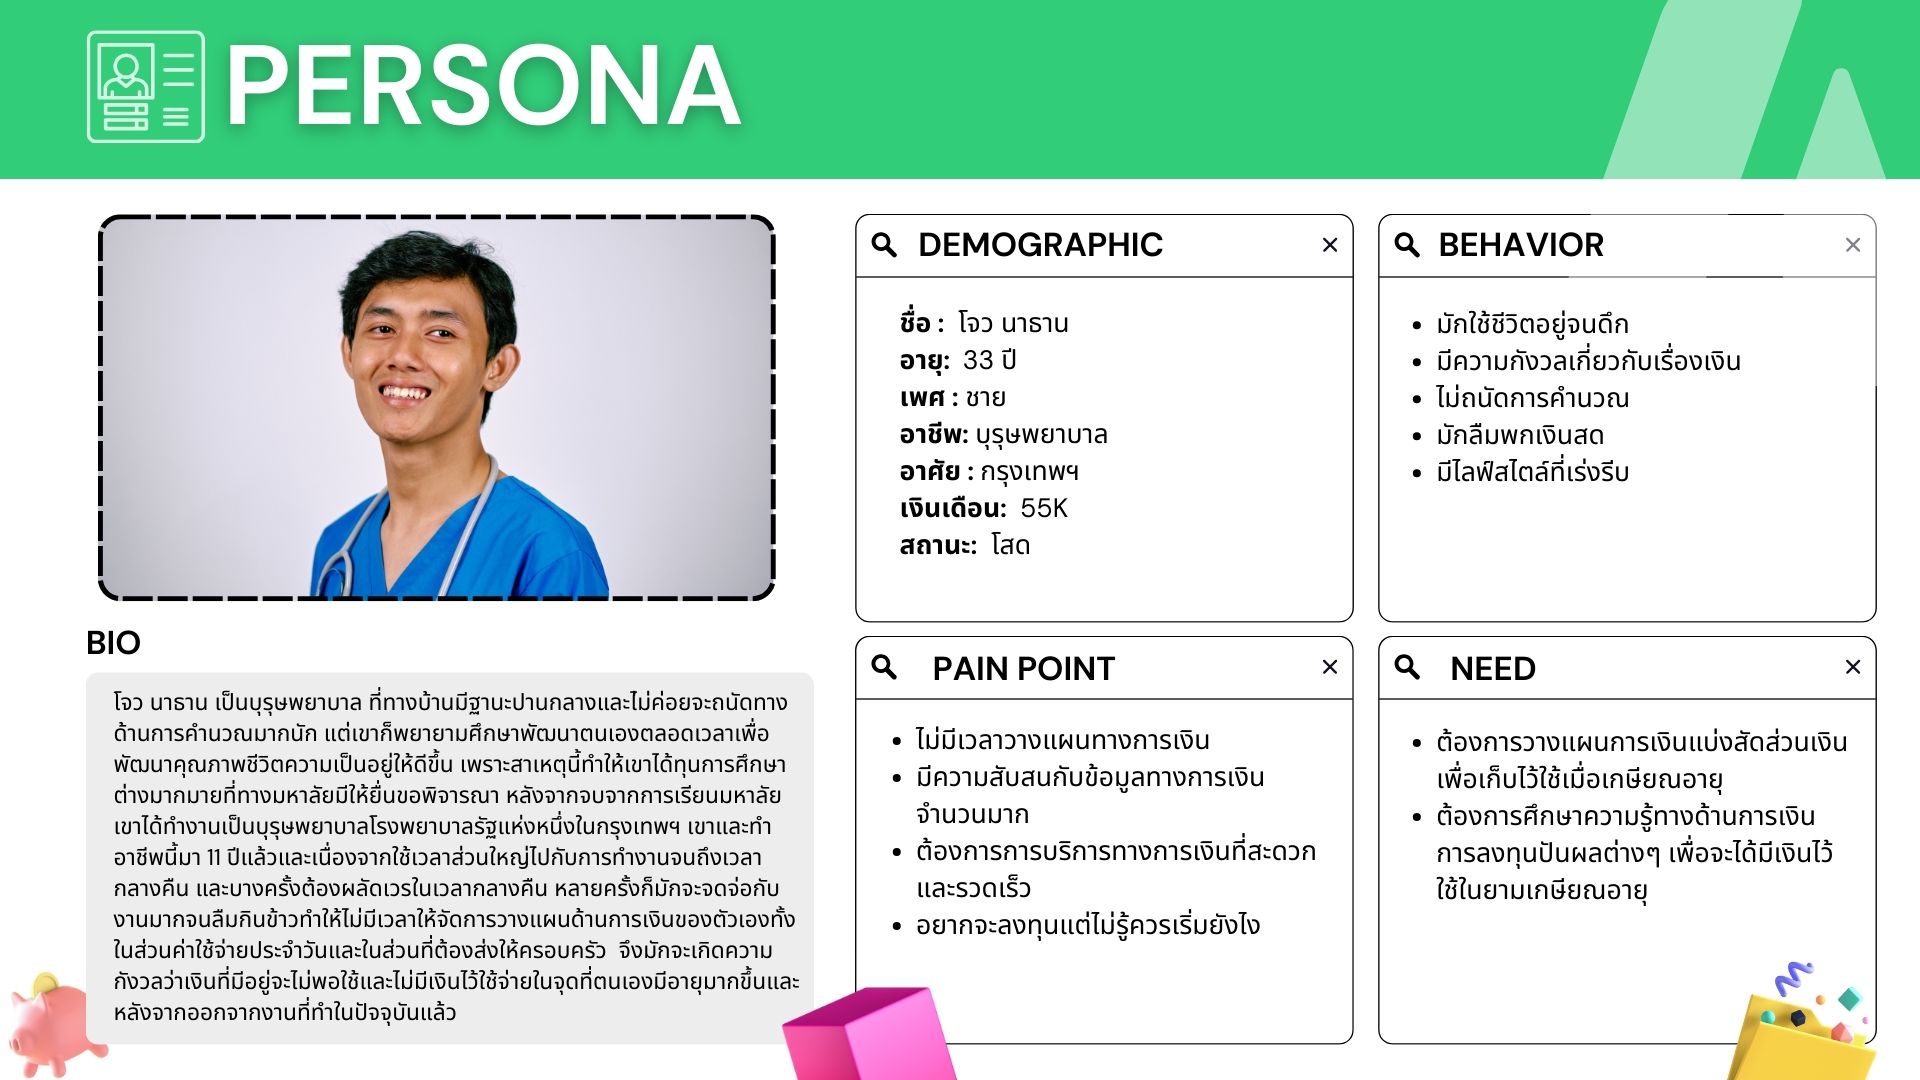 PERSONA
BIO
โจว นาธาน เป็นบุรุษพยาบาล ที่ทางบ้านมีฐานะปานกลางและไม่ค่อยจะถนัดทาง
ด้านการคำนวณมากนัก แต่เขาก็พยายามศึกษาพัฒนาตนเองตลอดเวลาเพื่อ
พัฒนาคุณภาพชีวิตความเป็นอยู่ให้ดีขึ้น เพราะสาเหตุนี้ทำให้เขาได้ทุนการศึกษา
ต่างมากมายที่ทางมหาลัยมีให้ยื่นขอพิจารณา หลังจากจบจากการเรียนมหาลัย
เขาได้ทำงานเป็นบุรุษพยาบาลโรงพยาบาลรัฐแห่งหนึ่งในกรุงเทพฯ เขาและทำ
อาชีพนี้มา 11 ปีแล้วและเนื่องจากใช้เวลาส่วนใหญ่ไปกับการทำงานจนถึงเวลา
กลางคืน และบางครั้งต้องผลัดเวรในเวลากลางคืน หลายครั้งก็มักจะจดจ่อกับ
งานมากจนลืมกินข้าวทำให้ไม่มีเวลาให้จัดการวางแผนด้านการเงินของตัวเองทั้ง
ในส่วนค่าใช้จ่ายประจำวันและในส่วนที่ต้องส่งให้ครอบครัว  จึงมักจะเกิดความ
กังวลว่าเงินที่มีอยู่จะไม่พอใช้และไม่มีเงินไว้ใช้จ่ายในจุดที่ตนเองมีอายุมากขึ้นและ
หลังจากออกจากงานที่ทำในปัจจุบันแล้ว
DEMOGRAPHIC
ชื่อ :  โจว นาธาน
อายุ:  33 ปี
เพศ : ชาย
อาชีพ: บุรุษพยาบาล
อาศัย : กรุงเทพฯ
เงินเดือน:  55K
สถานะ:  โสด
BEHAVIOR
• มักใช้ชีวิตอยู่จนดึก
• มีความกังวลเกี่ยวกับเรื่องเงิน
• ไม่ถนัดการคำนวณ
• มักลืมพกเงินสด
• มีไลฟ์สไตล์ที่เร่งรีบ
PAIN POINT
• ไม่มีเวลาวางแผนทางการเงิน
• มีความสับสนกับข้อมูลทางการเงิน
จำนวนมาก
• ต้องการการบริการทางการเงินที่สะดวก
และรวดเร็ว
• อยากจะลงทุนแต่ไม่รู้ควรเริ่มยังไง
NEED
• ต้องการวางแผนการเงินแบ่งสัดส่วนเงิน
เพื่อเก็บไว้ใช้เมื่อเกษียณอายุ
• ต้องการศึกษาความรู้ทางด้านการเงิน
การลงทุนปันผลต่างๆ เพื่อจะได้มีเงินไว้
ใช้ในยามเกษียณอายุ